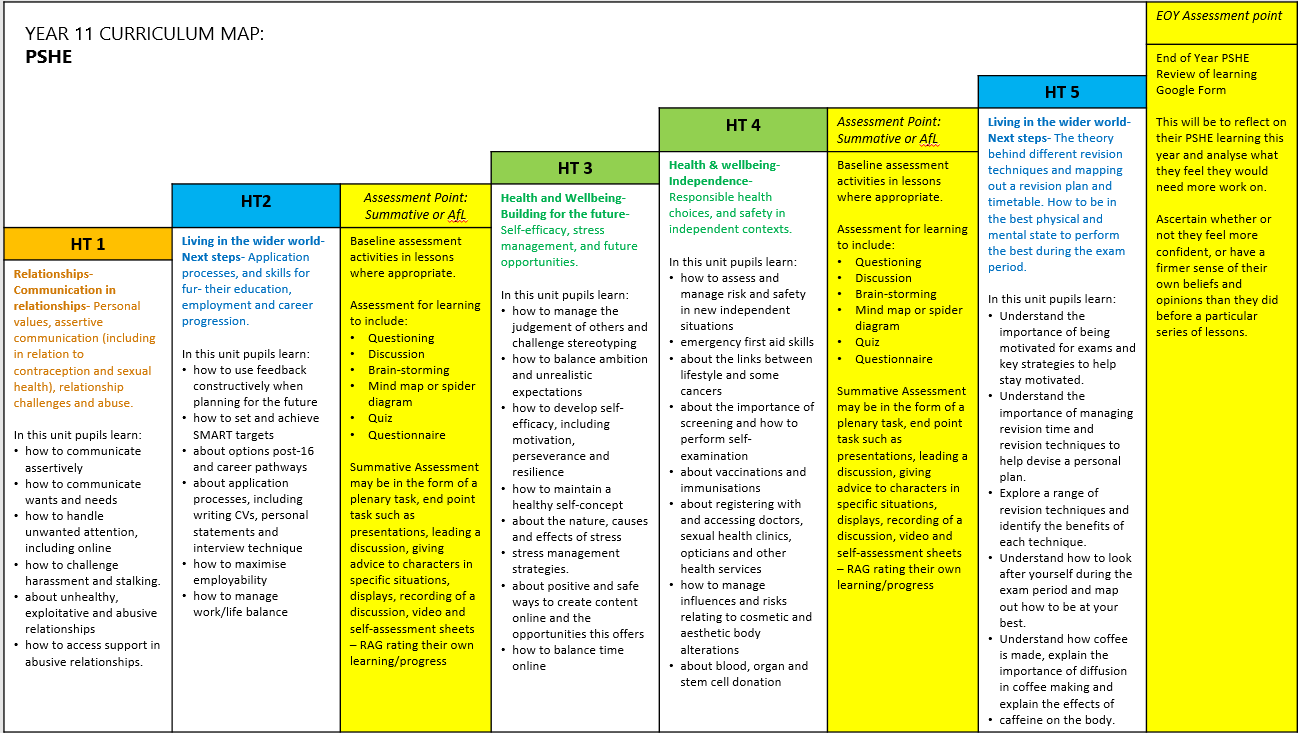 YEAR 11 CURRICULUM MAP:
PSHE
HT 1
Relationships-
Communication in
relationships- Personal
values, assertive
communication (including
in relation to
contraception and sexual
health), relationship
challenges and abuse.
In this unit pupils learn:
• how to communicate
assertively
• how to communicate
wants and needs
• how to handle
unwanted attention,
including online
• how to challenge
harassment and stalking.
• about unhealthy,
exploitative and abusive
relationships
• how to access support in
abusive relationships.
HT2
Living in the wider world-
Next steps- Application
processes, and skills for
fur- their education,
employment and career
progression.
In this unit pupils learn:
• how to use feedback
constructively when
planning for the future
• how to set and achieve
SMART targets
• about options post-16
and career pathways
• about application
processes, including
writing CVs, personal
statements and
interview technique
• how to maximise
employability
• how to manage
work/life balance
Assessment Point:
Summative or AfL
Baseline assessment
activities in lessons
where appropriate.
Assessment for learning
to include:
• Questioning
• Discussion
• Brain-storming
• Mind map or spider
diagram
• Quiz
• Questionnaire
Summative Assessment
may be in the form of a
plenary task, end point
task such as
presentations, leading a
discussion, giving
advice to characters in
specific situations,
displays, recording of a
discussion, video and
self-assessment sheets
– RAG rating their own
learning/progress
HT 3
Health and Wellbeing-
Building for the future-
Self-efficacy, stress
management, and future
opportunities.
In this unit pupils learn:
• how to manage the
judgement of others and
challenge stereotyping
• how to balance ambition
and unrealistic
expectations
• how to develop self-
efficacy, including
motivation,
perseverance and
resilience
• how to maintain a
healthy self-concept
• about the nature, causes
and effects of stress
• stress management
strategies.
• about positive and safe
ways to create content
online and the
opportunities this offers
• how to balance time
online
HT 4
Health & wellbeing-
Independence-
Responsible health
choices, and safety in
independent contexts.
In this unit pupils learn:
• how to assess and
manage risk and safety
in new independent
situations
• emergency first aid skills
• about the links between
lifestyle and some
cancers
• about the importance of
screening and how to
perform self-
examination
• about vaccinations and
immunisations
• about registering with
and accessing doctors,
sexual health clinics,
opticians and other
health services
• how to manage
influences and risks
relating to cosmetic and
aesthetic body
alterations
• about blood, organ and
stem cell donation
Assessment Point:
Summative or AfL
Baseline assessment
activities in lessons
where appropriate.
Assessment for learning
to include:
• Questioning
• Discussion
• Brain-storming
• Mind map or spider
diagram
• Quiz
• Questionnaire
Summative Assessment
may be in the form of a
plenary task, end point
task such as
presentations, leading a
discussion, giving
advice to characters in
specific situations,
displays, recording of a
discussion, video and
self-assessment sheets
– RAG rating their own
learning/progress
HT 5
Living in the wider world-
Next steps- The theory
behind different revision
techniques and mapping
out a revision plan and
timetable. How to be in
the best physical and
mental state to perform
the best during the exam
period.
In this unit pupils learn:
• Understand the
importance of being
motivated for exams and
key strategies to help
stay motivated.
• Understand the
importance of managing
revision time and
revision techniques to
help devise a personal
plan.
• Explore a range of
revision techniques and
identify the benefits of
each technique.
• Understand how to look
after yourself during the
exam period and map
out how to be at your
best.
• Understand how coffee
is made, explain the
importance of diffusion
in coffee making and
explain the effects of
• caffeine on the body.
EOY Assessment point
End of Year PSHE
Review of learning
Google Form
This will be to reflect on
their PSHE learning this
year and analyse what
they feel they would
need more work on.
Ascertain whether or
not they feel more
confident, or have a
firmer sense of their
own beliefs and
opinions than they did
before a particular
series of lessons.